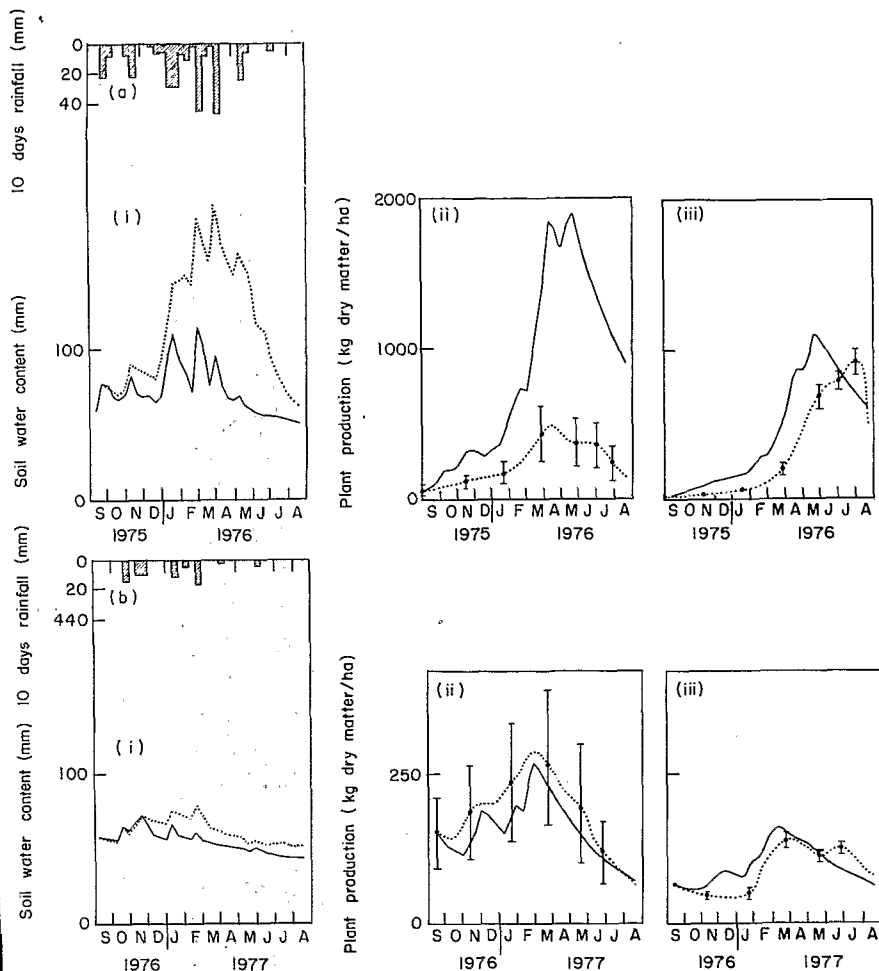 10 days rainfall (mm)
0
20
40
(a)
(i)
Soil water content (mm)
100
0
S O N D J F M A M J J A
1975 1976
Plant production (kg dry matter/ha)
2000
1000
0
(ii)
S O N D J F M A M J J A
1975 1976
(iii)
S O N D J F M A M J J A
1975 1976
10 days rainfall (mm)
0
20
440
(b)
(i)
Soil water content (mm)
100
0
S O N D J F M A M J J A
1976 1977
Plant production (kg dry matter/ha)
250
0
(ii)
S O N D J F M A M J J A
1976 1977
(iii)
S O N D J F M A M J J A
1976 1977